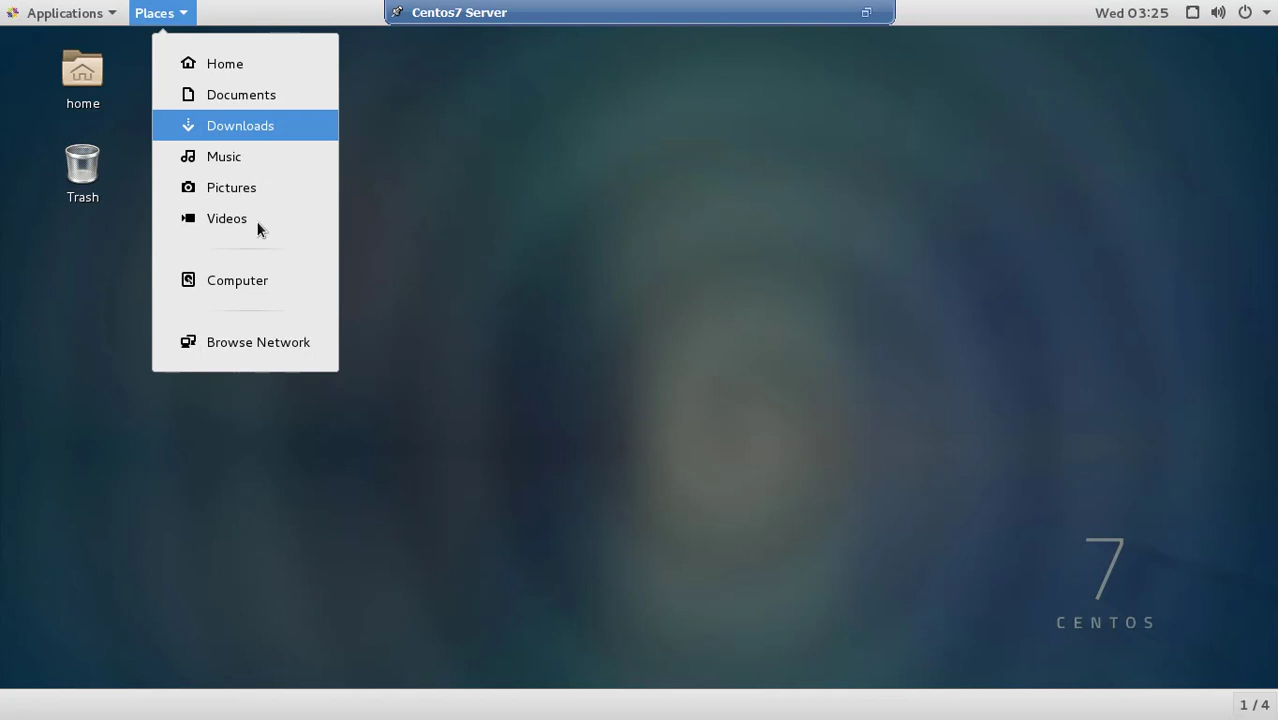 Applications Places Centos7 Server Wed 03:25
home
Trash
Home
Documents
Downloads
Music
Pictures
Videos
Computer
Browse Network
7
CENTOS
1 / 4